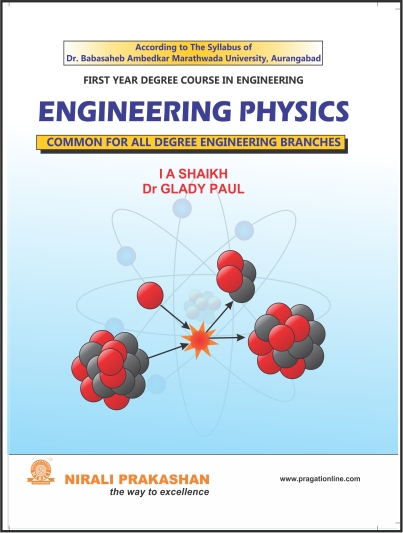 According to The Syllabus of
Dr. Babasaheb Ambedkar Marathwada University, Aurangabad
FIRST YEAR DEGREE COURSE IN ENGINEERING
ENGINEERING PHYSICS
COMMON FOR ALL DEGREE ENGINEERING BRANCHES
I A SHAIKH
Dr GLADY PAUL
NIRALI PRAKASHAN
the way to excellence
www.pragationline.com